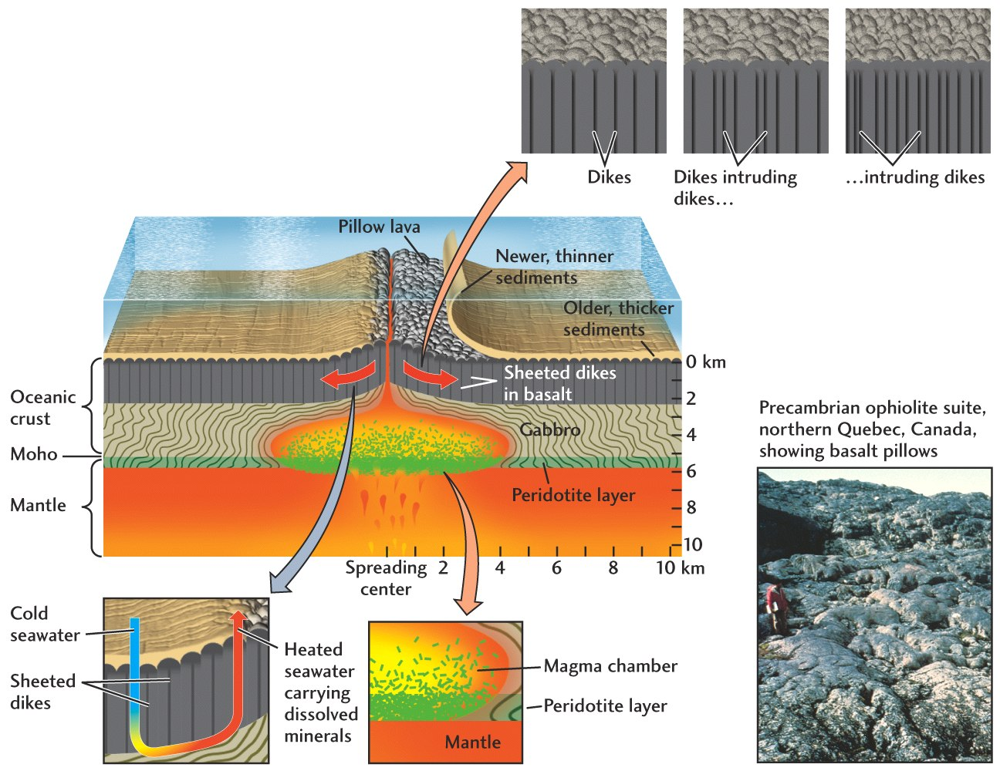 Dikes
Dikes intruding
dikes…
…intruding dikes
Pillow lava
Newer, thinner
sediments
Older, thicker
sediments
0 km
2
4
6
8
10
Sheeted dikes
in basalt
Oceanic
crust
Gabbro
Moho
Peridotite layer
Mantle
Spreading
center
2
4
6
8
10 km
Precambrian ophiolite suite,
northern Quebec, Canada,
showing basalt pillows
Cold
seawater
Sheeted
dikes
Heated
seawater
carrying
dissolved
minerals
Magma chamber
Peridotite layer
Mantle